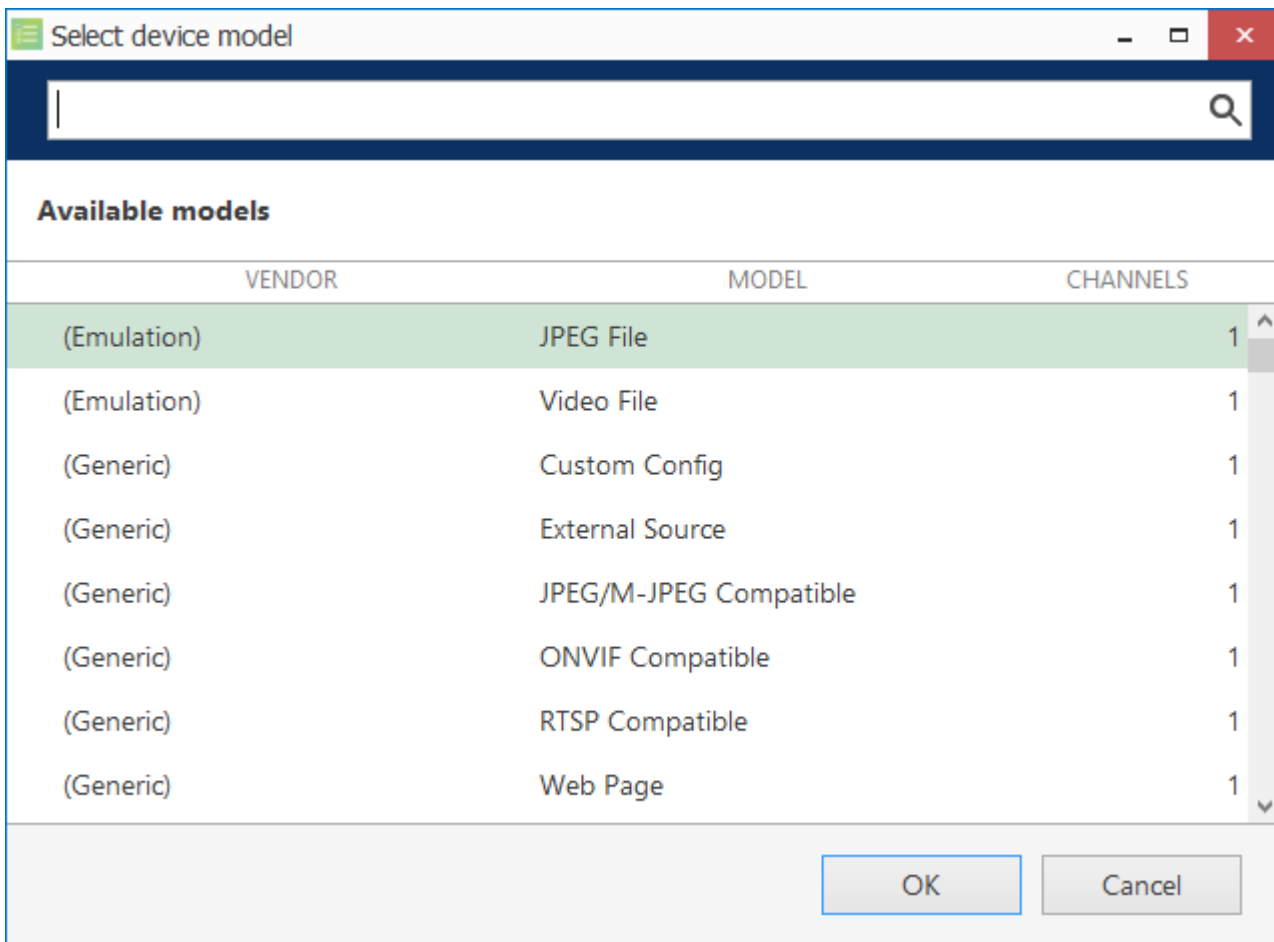 Select device model
Available models
VENDOR MODEL CHANNELS
(Emulation) JPEG File 1
(Emulation) Video File 1
(Generic) Custom Config 1
(Generic) External Source 1
(Generic) JPEG/M-JPEG Compatible 1
(Generic) ONVIF Compatible 1
(Generic) RTSP Compatible 1
(Generic) Web Page 1
OK Cancel